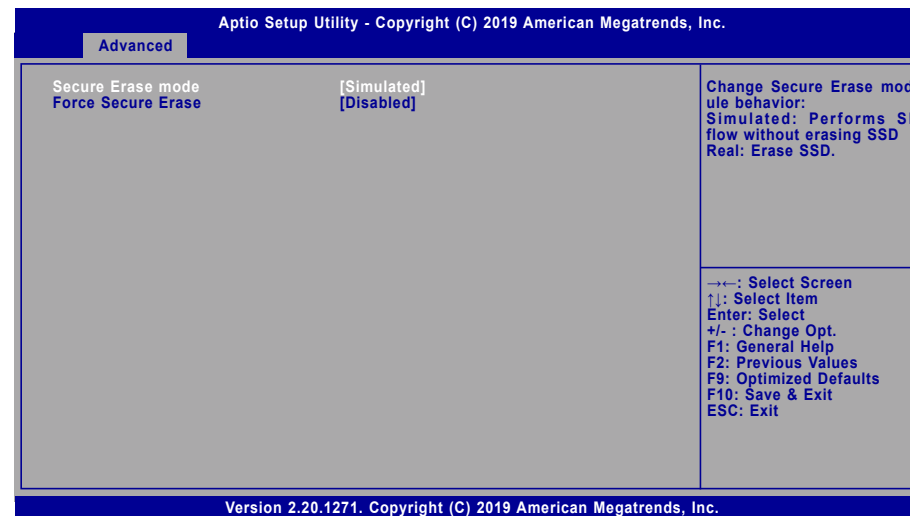 Aptio Setup Utility - Copyright (C) 2019 American Megatrends, Inc.
Advanced
Secure Erase mode [Simulated]
Force Secure Erase [Disabled]
Change Secure Erase mod
ule behavior:
Simulated: Performs S
flow without erasing SSD
Real: Erase SSD.
→←: Select Screen
↑↓: Select Item
Enter: Select
+/- : Change Opt.
F1: General Help
F2: Previous Values
F9: Optimized Defaults
F10: Save & Exit
ESC: Exit
Version 2.20.1271. Copyright (C) 2019 American Megatrends, Inc.